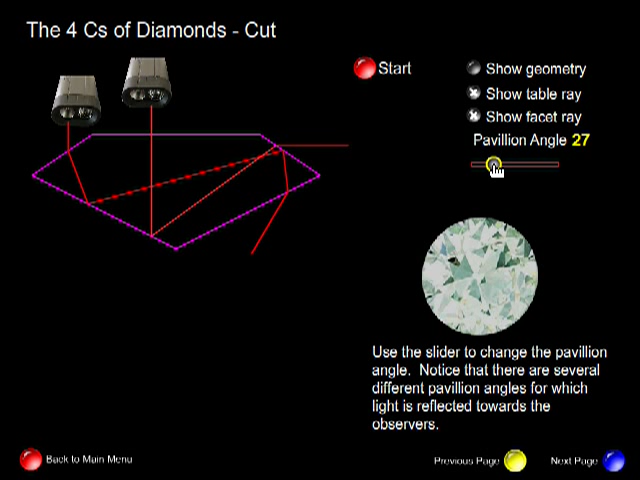 The 4 Cs of Diamonds - Cut
Start
Show geometry
Show table ray
Show facet ray
Pavillion Angle 27
Use the slider to change the pavillion
angle. Notice that there are several
different pavillion angles for which
light is reflected towards the
observers.
Back to Main Menu
Previous Page
Next Page